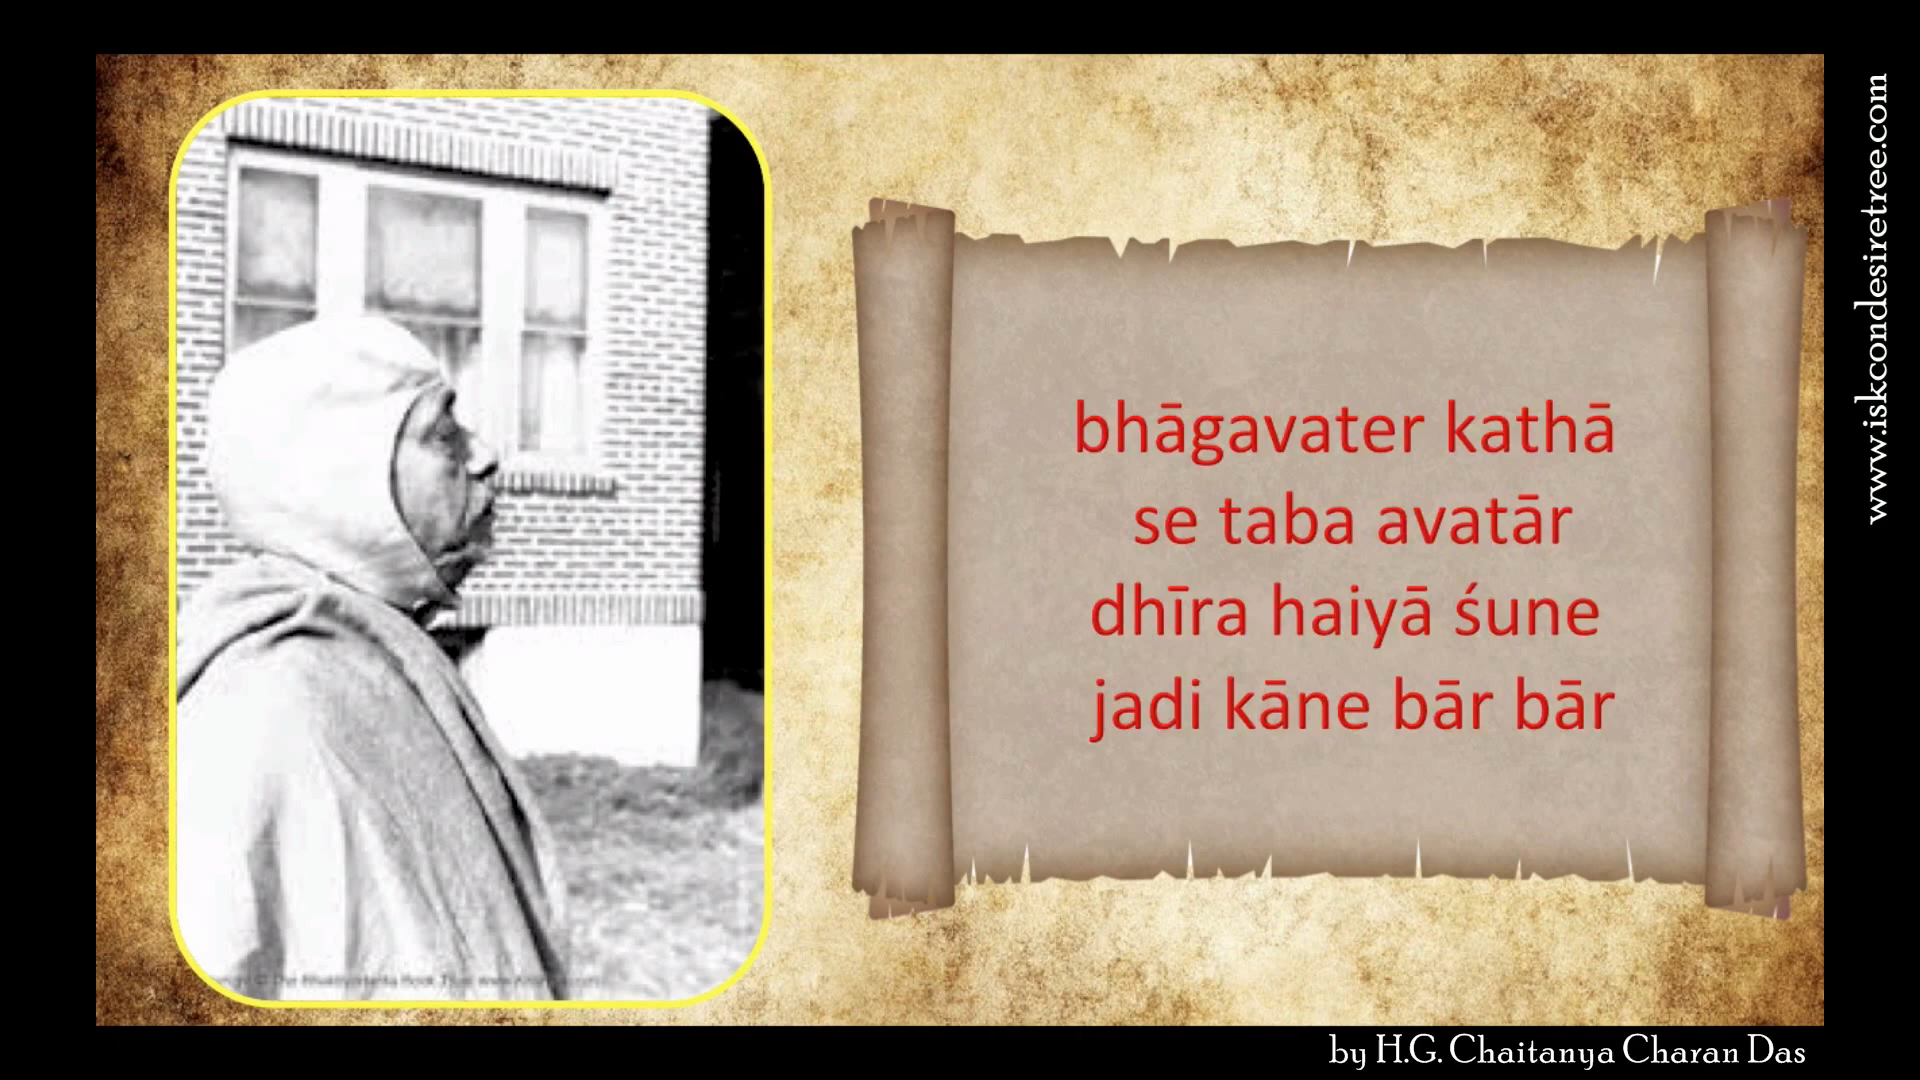 bhāgavater kathā
se taba avatār
dhīra haiyā śune
jadi kāne bār bār
www.iskcondesiretree.com
by H.G. Chaitanya Charan Das